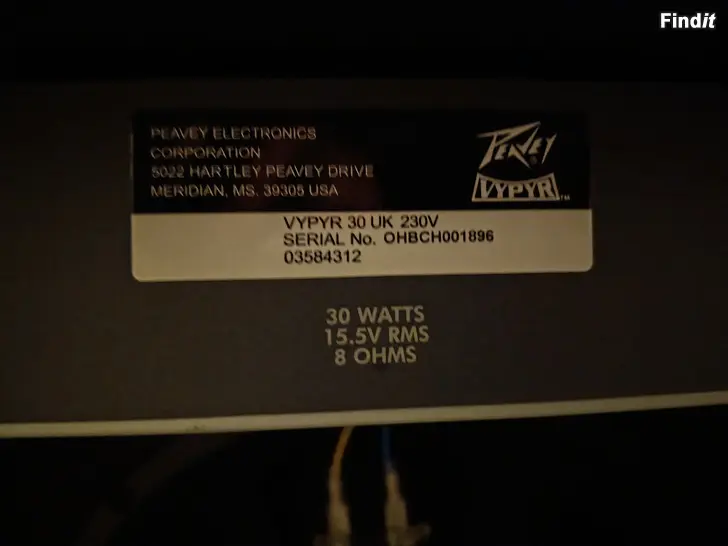 Findit
PEAVEY ELECTRONICS
CORPORATION
5022 HARTLEY PEAVEY DRIVE
MERIDIAN, MS. 39305 USA
PEAVEY®
VYPYR™
VYPYR 30 UK 230V
SERIAL No. OHBCH001896
03584312
30 WATTS
15.5V RMS
8 OHMS